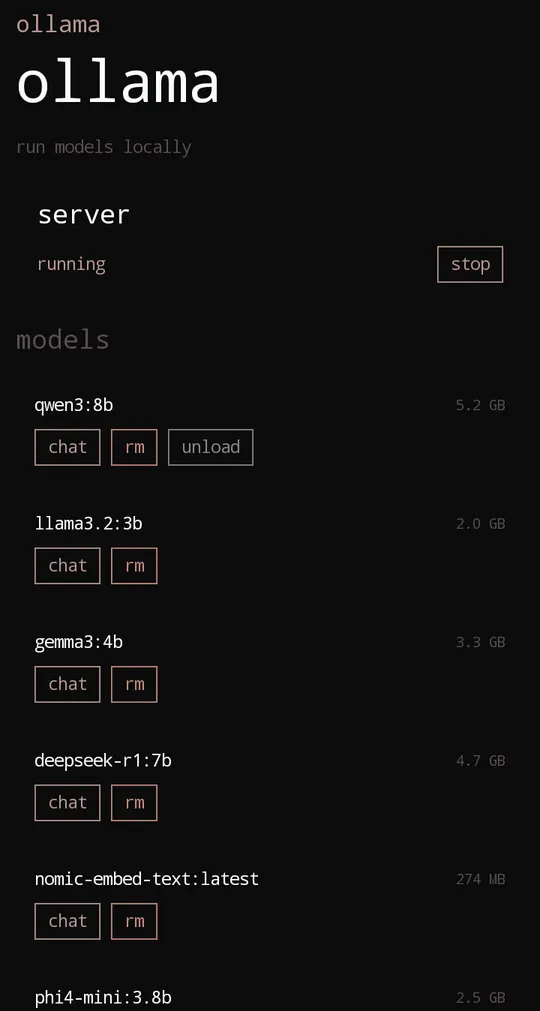 ollama
ollama
run models locally
server
running stop
models
qwen3:8b 5.2 GB
chat rm unload
llama3.2:3b 2.0 GB
chat rm
gemma3:4b 3.3 GB
chat rm
deepseek-r1:7b 4.7 GB
chat rm
nomic-embed-text:latest 274 MB
chat rm
phi4-mini:3.8b 2.5 GB